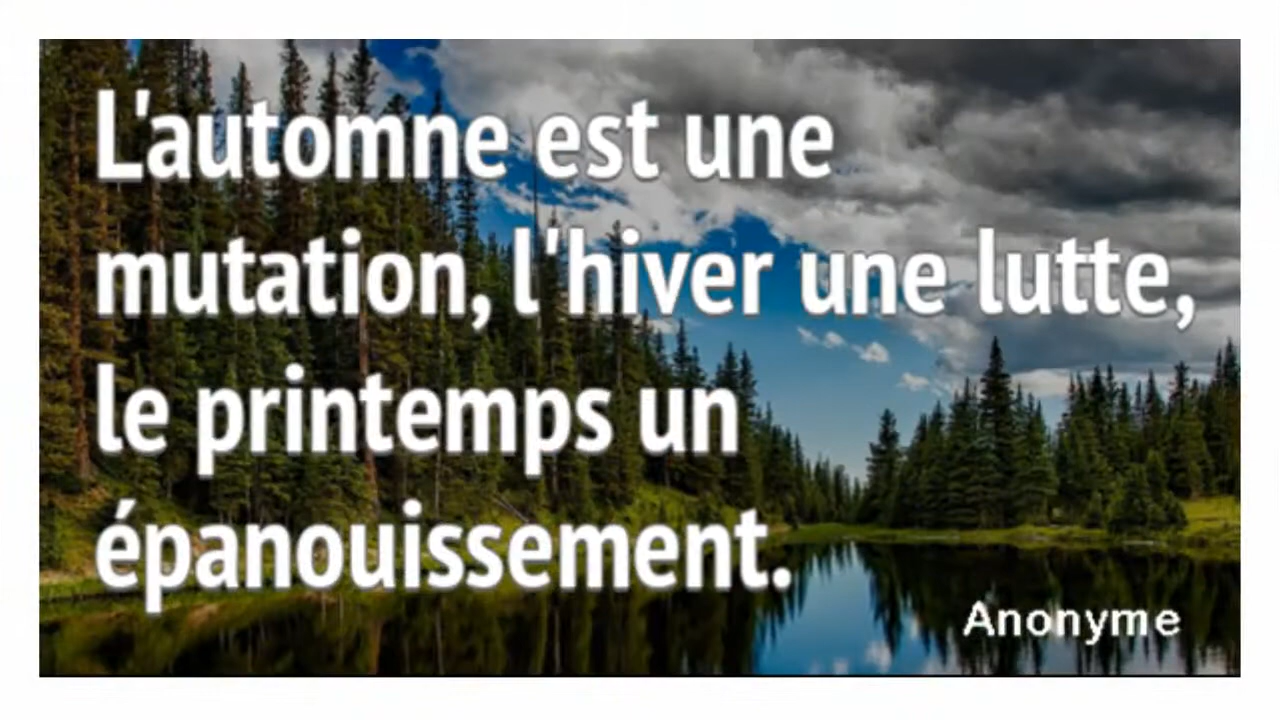 L'automne est une
mutation, l'hiver une lutte,
le printemps un
épanouissement.
Anonyme